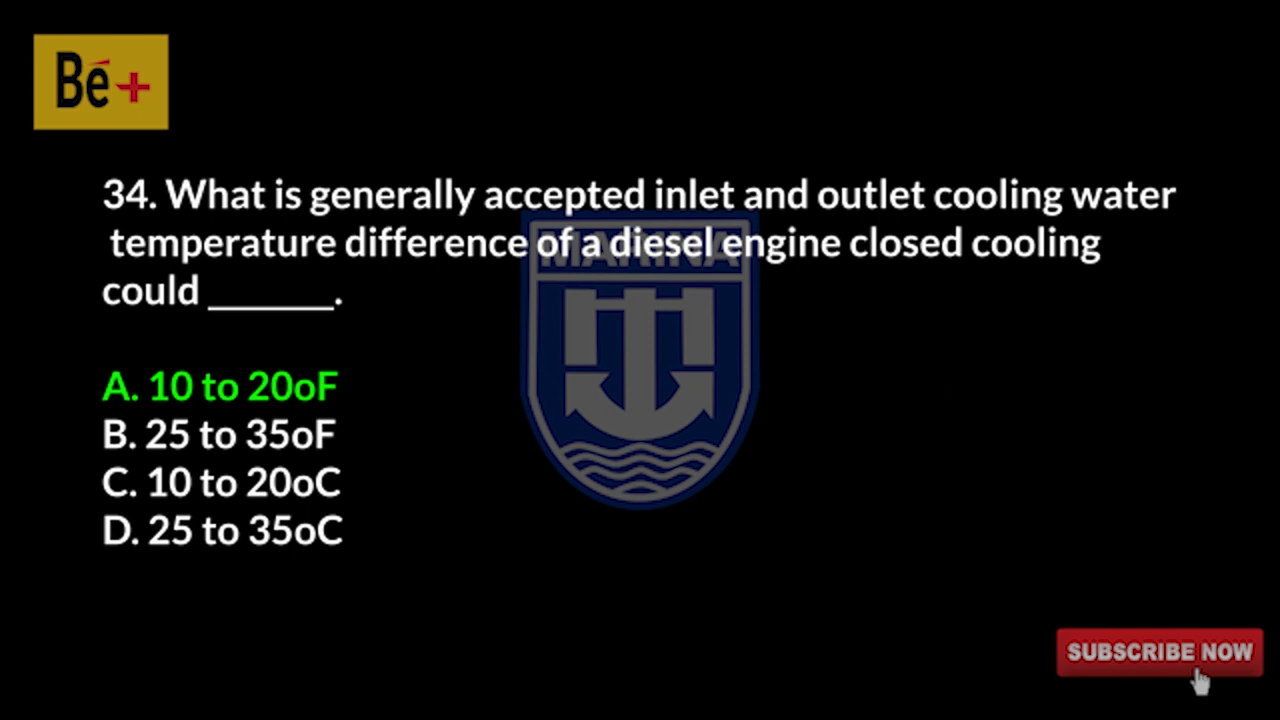 Bé+
34. What is generally accepted inlet and outlet cooling water
temperature difference of a diesel engine closed cooling
could ______.
MARINA
A. 10 to 20oF
B. 25 to 35oF
C. 10 to 20oC
D. 25 to 35oC
SUBSCRIBE NOW